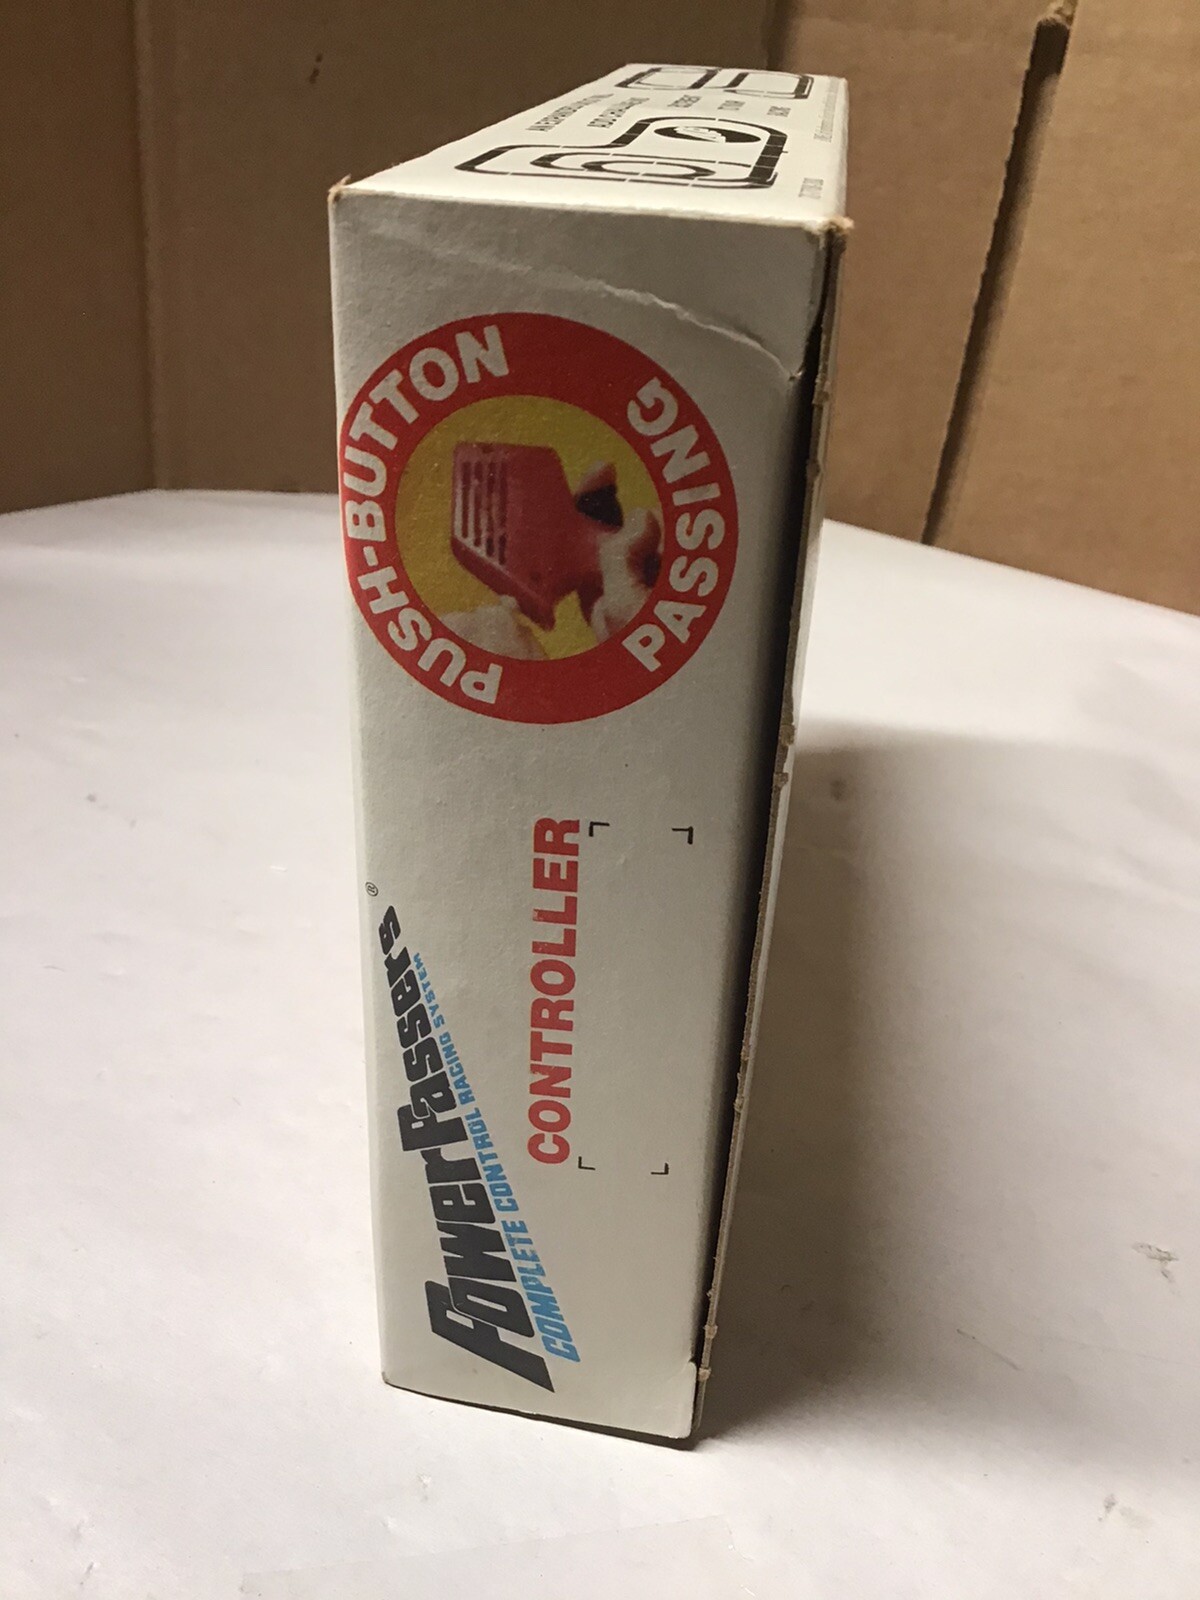 PUSH-BUTTON
PASSING
PowerPassers®
COMPLETE CONTROL RACING SYSTEM
CONTROLLER